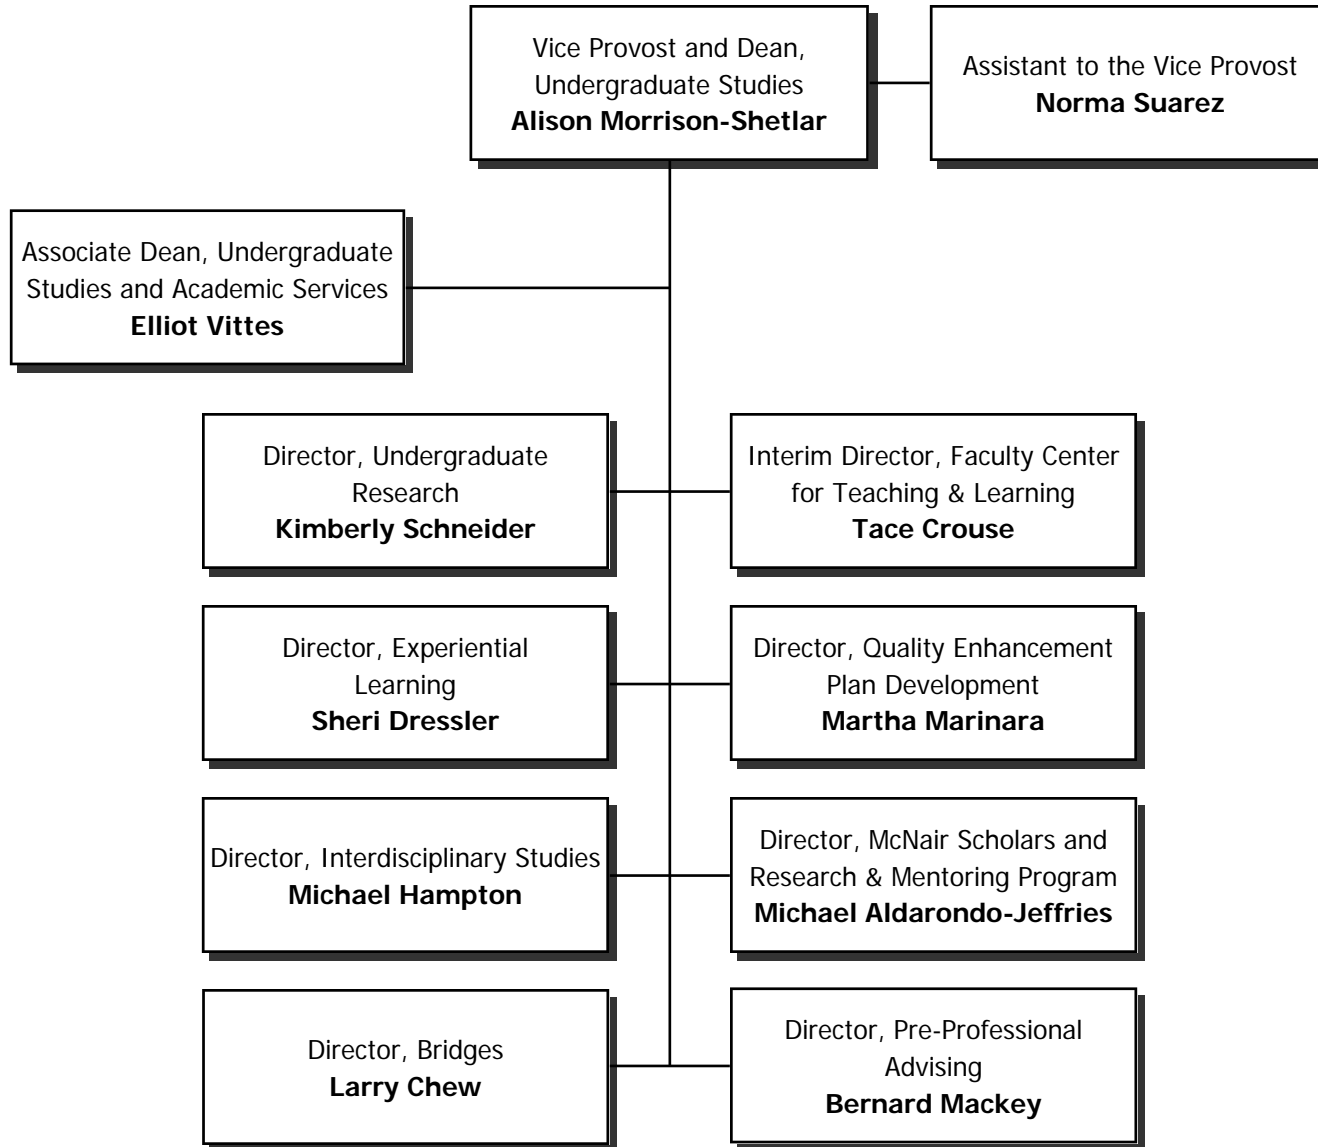 Vice Provost and Dean,
Undergraduate Studies
Alison Morrison-Shetlar
Assistant to the Vice Provost
Norma Suarez
Associate Dean, Undergraduate
Studies and Academic Services
Elliot Vittes
Director, Undergraduate
Research
Kimberly Schneider
Interim Director, Faculty Center
for Teaching & Learning
Tace Crouse
Director, Experiential
Learning
Sheri Dressler
Director, Quality Enhancement
Plan Development
Martha Marinara
Director, Interdisciplinary Studies
Michael Hampton
Director, McNair Scholars and
Research & Mentoring Program
Michael Aldarondo-Jeffries
Director, Bridges
Larry Chew
Director, Pre-Professional
Advising
Bernard Mackey